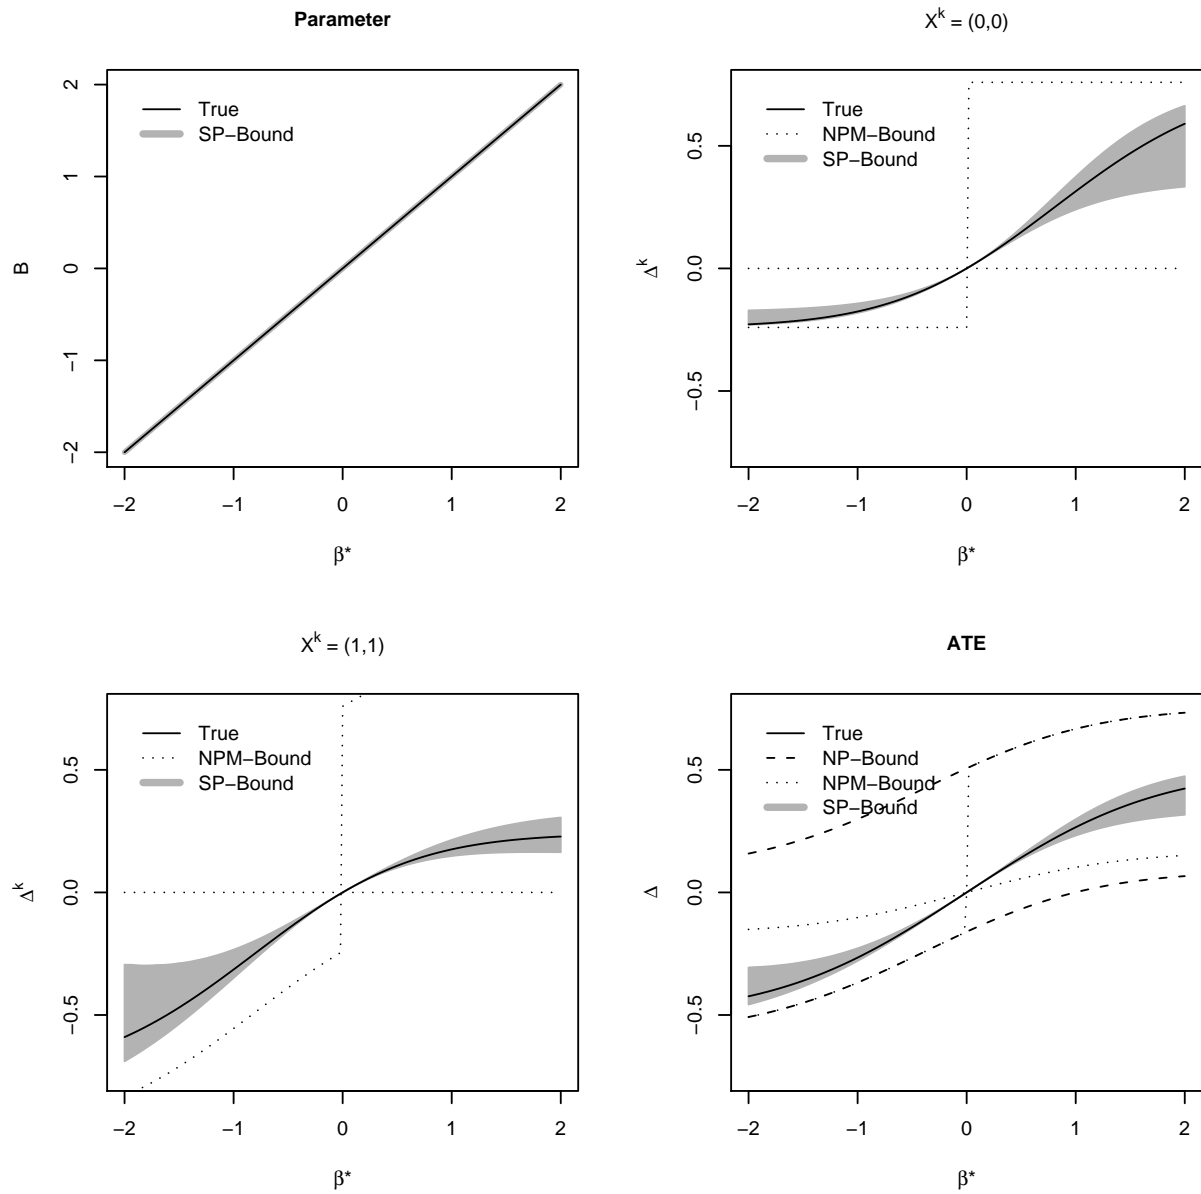 Parameter
True
SP−Bound
B
2
1
0
−1
−2
−2 −1 0 1 2
β*
X^k = (0,0)
True
NPM−Bound
SP−Bound
Δ^k
0.5
0.0
−0.5
−2 −1 0 1 2
β*
X^k = (1,1)
True
NPM−Bound
SP−Bound
Δ^k
0.5
0.0
−0.5
−2 −1 0 1 2
β*
ATE
True
NP−Bound
NPM−Bound
SP−Bound
Δ
0.5
0.0
−0.5
−2 −1 0 1 2
β*